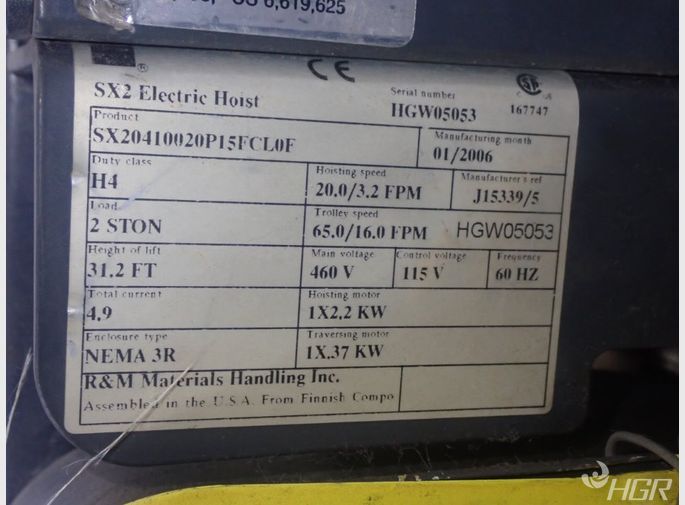 US 6,619,625
®
CE
SX2 Electric Hoist
Serial number
HGW05053
167747
Product
SX20410020P15FCL0F
Manufacturing month
01/2006
Duty class
H4
Hoisting speed
20.0/3.2 FPM
Manufacturer's ref
J15339/5
Load
2 STON
Trolley speed
65.0/16.0 FPM
HGW05053
Height of lift
31.2 FT
Main voltage
460 V
Control voltage
115 V
Frequency
60 HZ
Total current
4,9
Hoisting motor
1X2,2 KW
Enclosure type
NEMA 3R
Traversing motor
1X.37 KW
R&M Materials Handling Inc.
Assembled in the U.S.A. From Finnish Compo
HGR